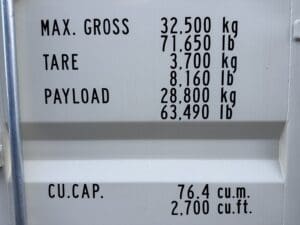 MAX. GROSS 32.500 kg
71.650 lb
TARE 3.700 kg
8.160 lb
PAYLOAD 28.800 kg
63.490 lb
CU.CAP. 76.4 cu.m.
2,700 cu.ft.